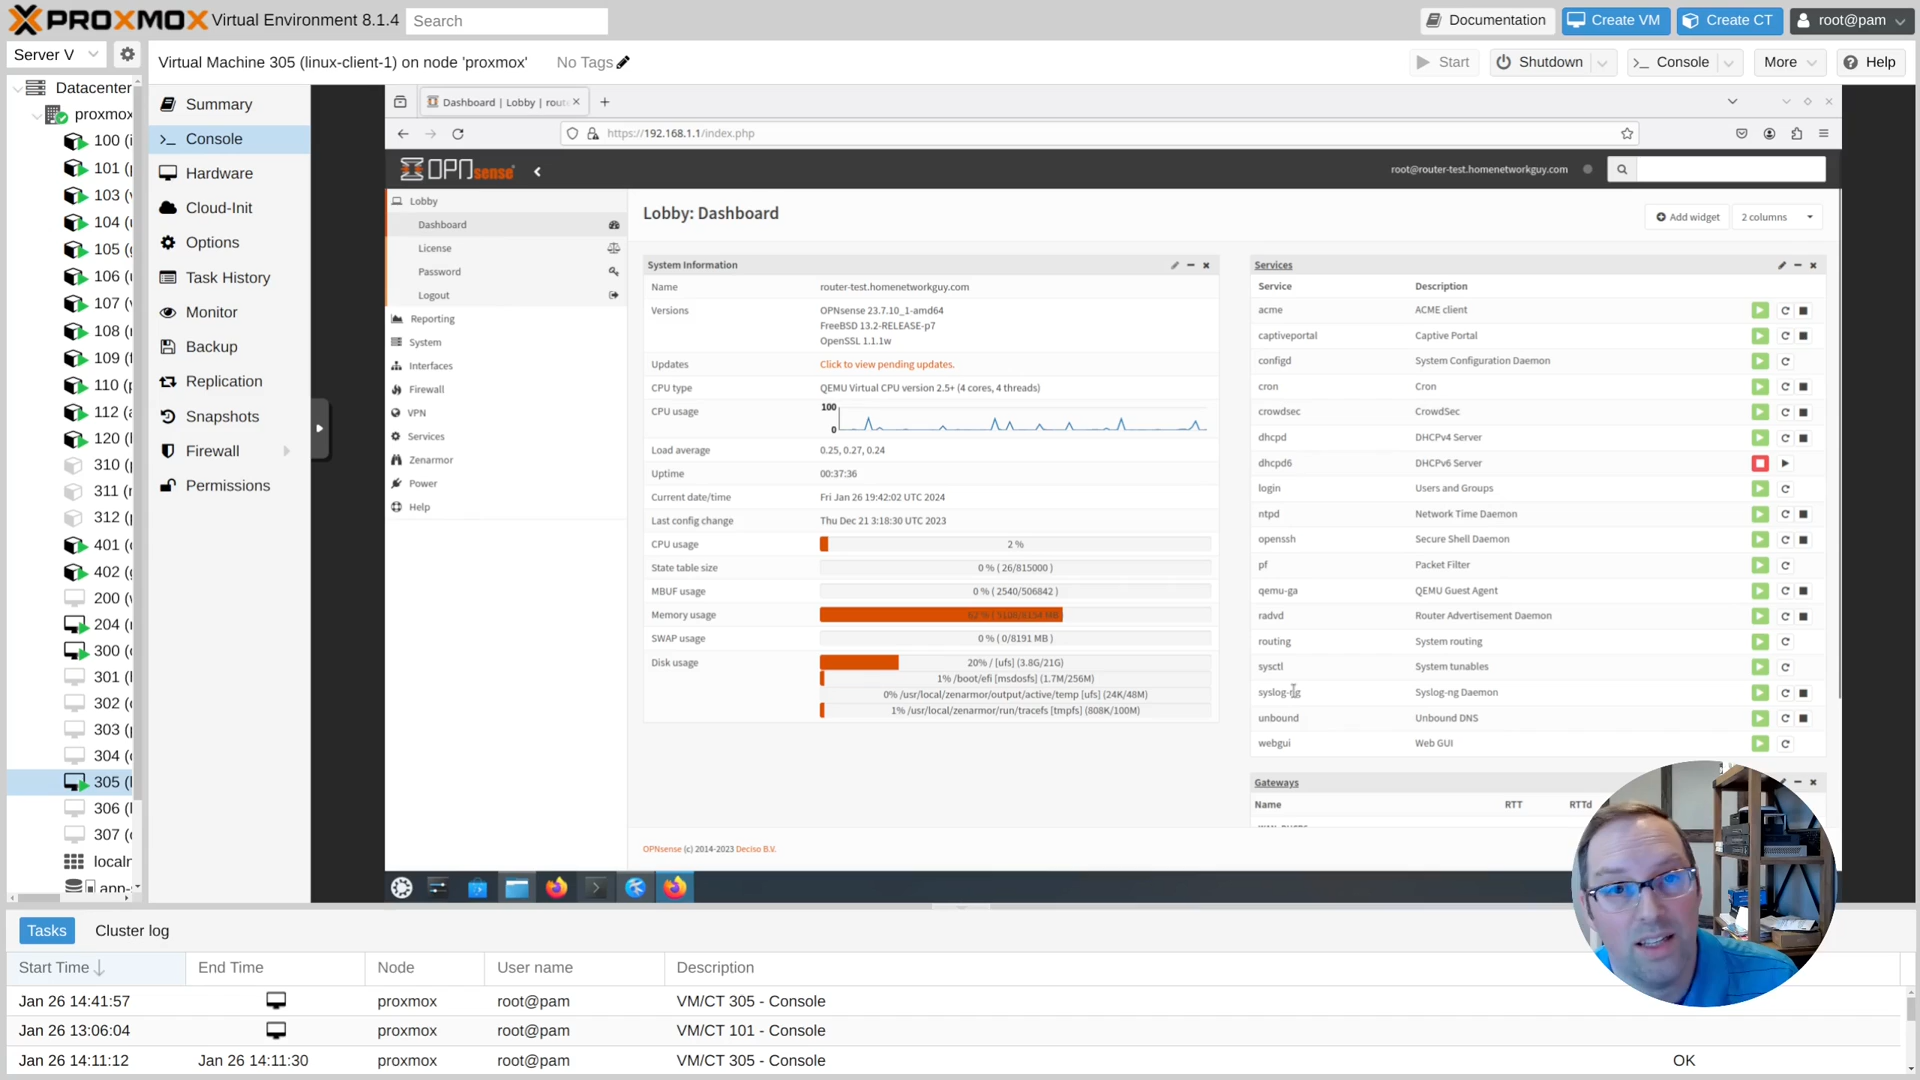 PROXMOX Virtual Environment 8.1.4 Search Documentation Create VM Create CT root@pam
Server V
Virtual Machine 305 (linux-client-1) on node 'proxmox' No Tags Start Shutdown Console More Help
Datacenter
proxmox
100 (i
101 (
103 (
104 (
105 (
106 (
107 (
108 (
109 (
110 (
112 (
120 (
310 (
311 (
312 (
401 (
402 (
200 (
204 (
300 (
301 (
302 (
303 (
304 (
305 (
306 (
307 (
localn
app-
Summary
Console
Hardware
Cloud-Init
Options
Task History
Monitor
Backup
Replication
Snapshots
Firewall
Permissions
Dashboard | Lobby | rout
https://192.168.1.1/index.php
OPNsense root@router-test.homenetworkguy.com
Lobby
Dashboard
License
Password
Logout
Reporting
System
Interfaces
Firewall
VPN
Services
Zenarmor
Power
Help
Lobby: Dashboard
Add widget 2 columns
System Information
Name router-test.homenetworkguy.com
Versions OPNsense 23.7.10_1-amd64
FreeBSD 13.2-RELEASE-p7
OpenSSL 1.1.1w
Updates Click to view pending updates.
CPU type QEMU Virtual CPU version 2.5+ (4 cores, 4 threads)
CPU usage 100
0
Load average 0.25, 0.27, 0.24
Uptime 00:37:36
Current date/time Fri Jan 26 19:42:02 UTC 2024
Last config change Thu Dec 21 3:18:30 UTC 2023
CPU usage 2 %
State table size 0 % ( 26/815000 )
MBUF usage 0 % ( 2540/506842 )
Memory usage
SWAP usage 0 % ( 0/8191 MB )
Disk usage 20% / [ufs] (3.8G/21G)
1% /boot/efi [msdosfs] (1.7M/256M)
0% /usr/local/zenarmor/output/active/temp [ufs] (24K/48M)
1% /usr/local/zenarmor/run/tracefs [tmpfs] (808K/100M)
Services
Service Description
acme ACME client
captiveportal Captive Portal
configd System Configuration Daemon
cron Cron
crowdsec CrowdSec
dhcpd DHCPv4 Server
dhcpd6 DHCPv6 Server
login Users and Groups
ntpd Network Time Daemon
openssh Secure Shell Daemon
pf Packet Filter
qemu-ga QEMU Guest Agent
radvd Router Advertisement Daemon
routing System routing
sysctl System tunables
syslog-ng Syslog-ng Daemon
unbound Unbound DNS
webgui Web GUI
Gateways
Name RTT RTTd
OPNsense (c) 2014-2023 Deciso B.V.
Tasks Cluster log
Start Time End Time Node User name Description
Jan 26 14:41:57 proxmox root@pam VM/CT 305 - Console
Jan 26 13:06:04 proxmox root@pam VM/CT 101 - Console
Jan 26 14:11:12 Jan 26 14:11:30 proxmox root@pam VM/CT 305 - Console OK